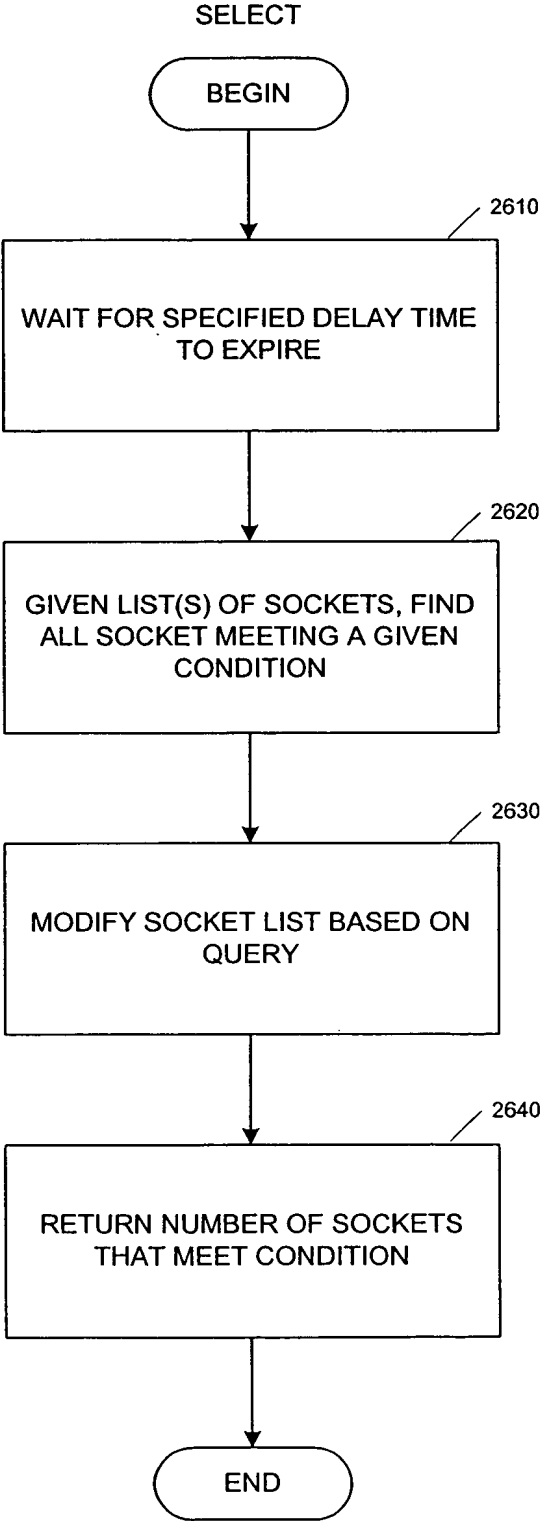 SELECT
BEGIN
2610
WAIT FOR SPECIFIED DELAY TIME
TO EXPIRE
2620
GIVEN LIST(S) OF SOCKETS, FIND
ALL SOCKET MEETING A GIVEN
CONDITION
2630
MODIFY SOCKET LIST BASED ON
QUERY
2640
RETURN NUMBER OF SOCKETS
THAT MEET CONDITION
END